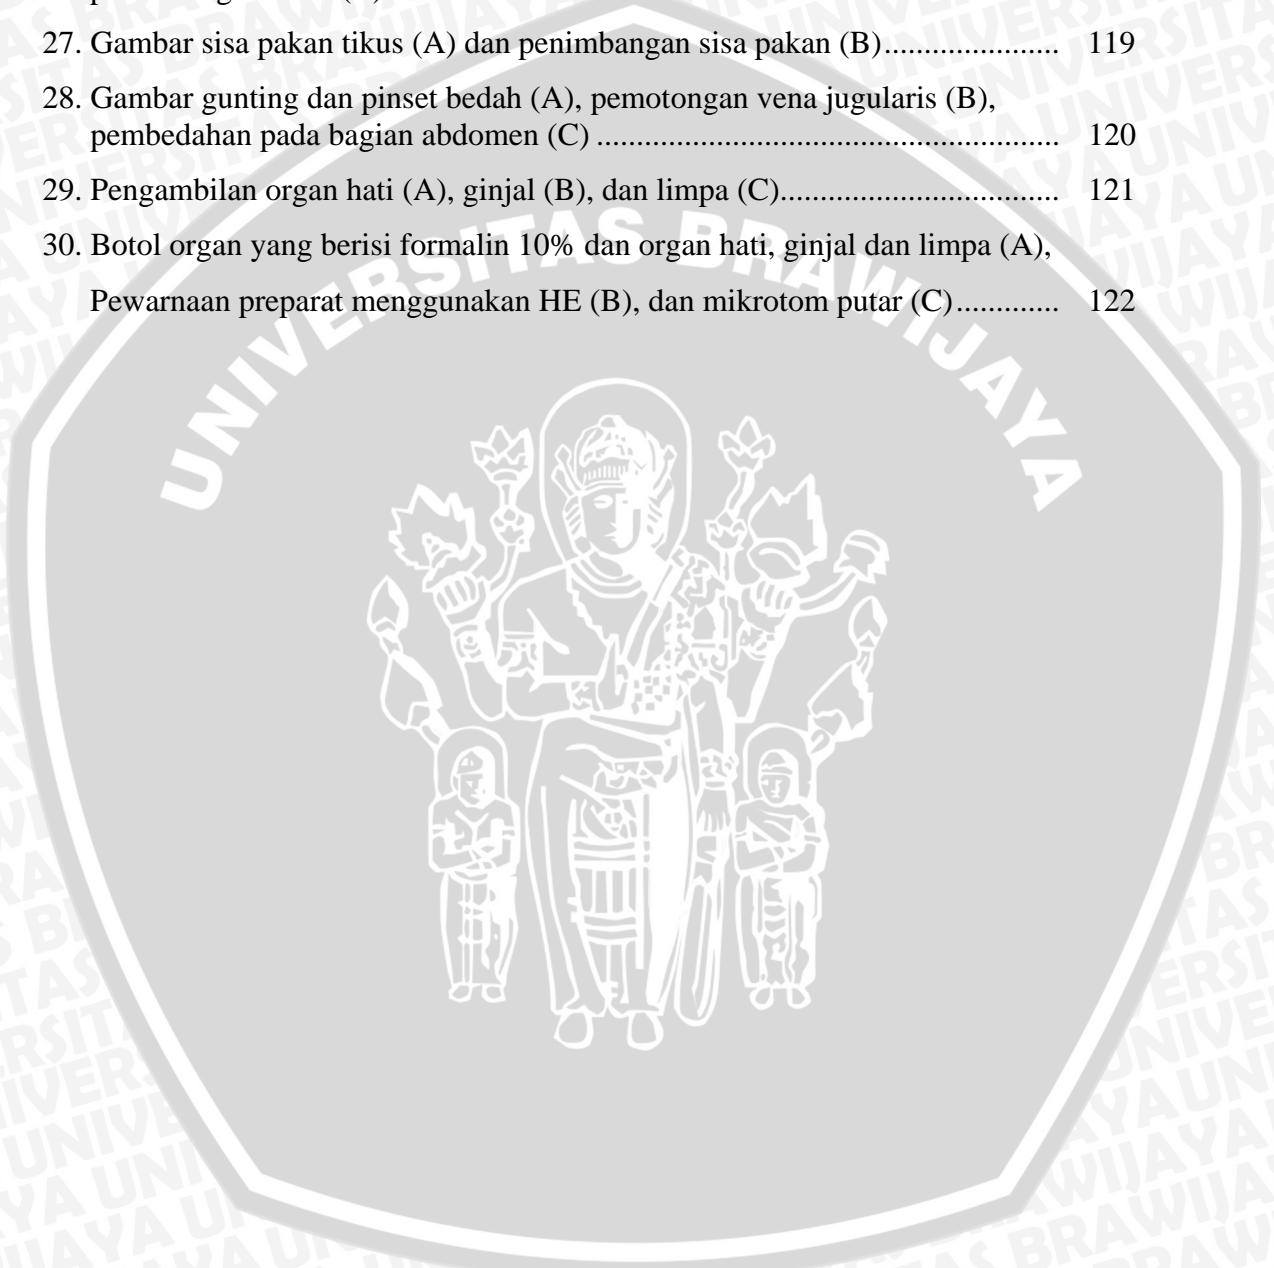 27. Gambar sisa pakan tikus (A) dan penimbangan sisa pakan (B)...................... 119
28. Gambar gunting dan pinset bedah (A), pemotongan vena jugularis (B),
pembedahan pada bagian abdomen (C) .......................................................... 120
29. Pengambilan organ hati (A), ginjal (B), dan limpa (C)................................... 121
30. Botol organ yang berisi formalin 10% dan organ hati, ginjal dan limpa (A),
Pewarnaan preparat menggunakan HE (B), dan mikrotom putar (C)............. 122
UNIVERSITAS BRAWIJAYA